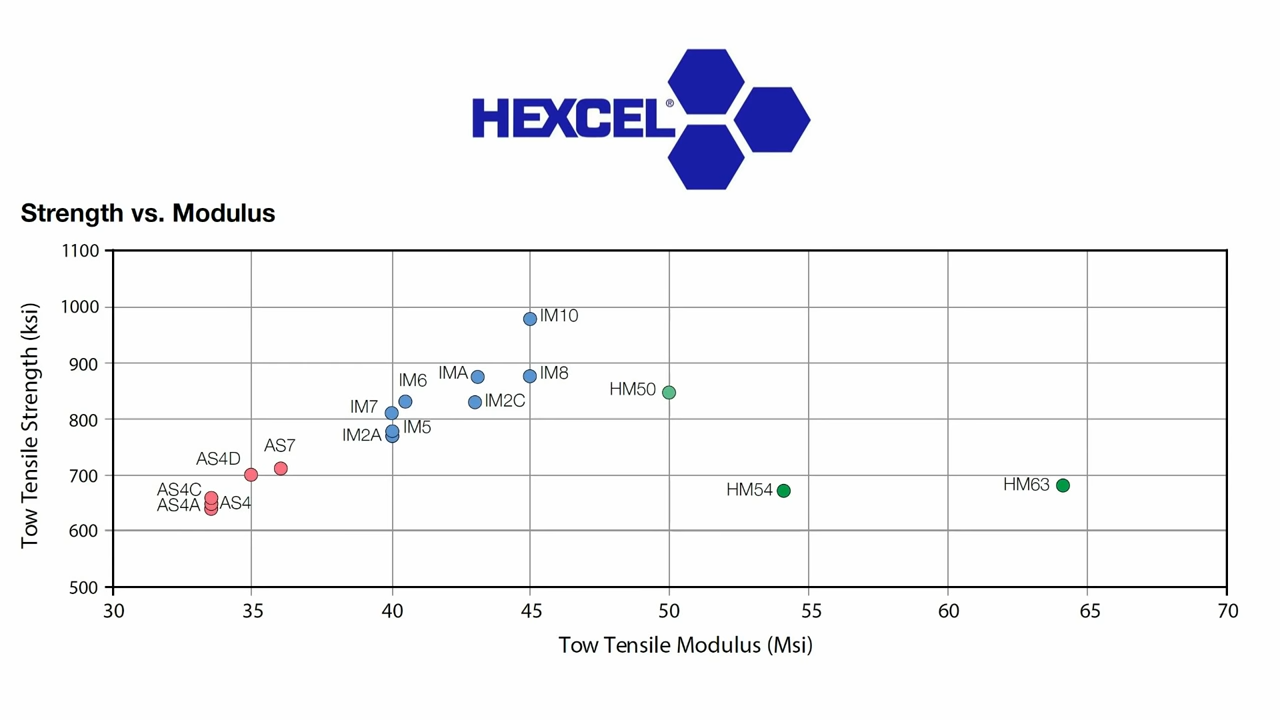 HEXCEL®
Strength vs. Modulus
1100
1000
900
800
700
600
500
Tow Tensile Strength (ksi)
IM10
IMA
IM8
IM6
HM50
IM2C
IM7
IM5
IM2A
AS7
AS4D
AS4C
AS4A
AS4
HM54
HM63
30 35 40 45 50 55 60 65 70
Tow Tensile Modulus (Msi)